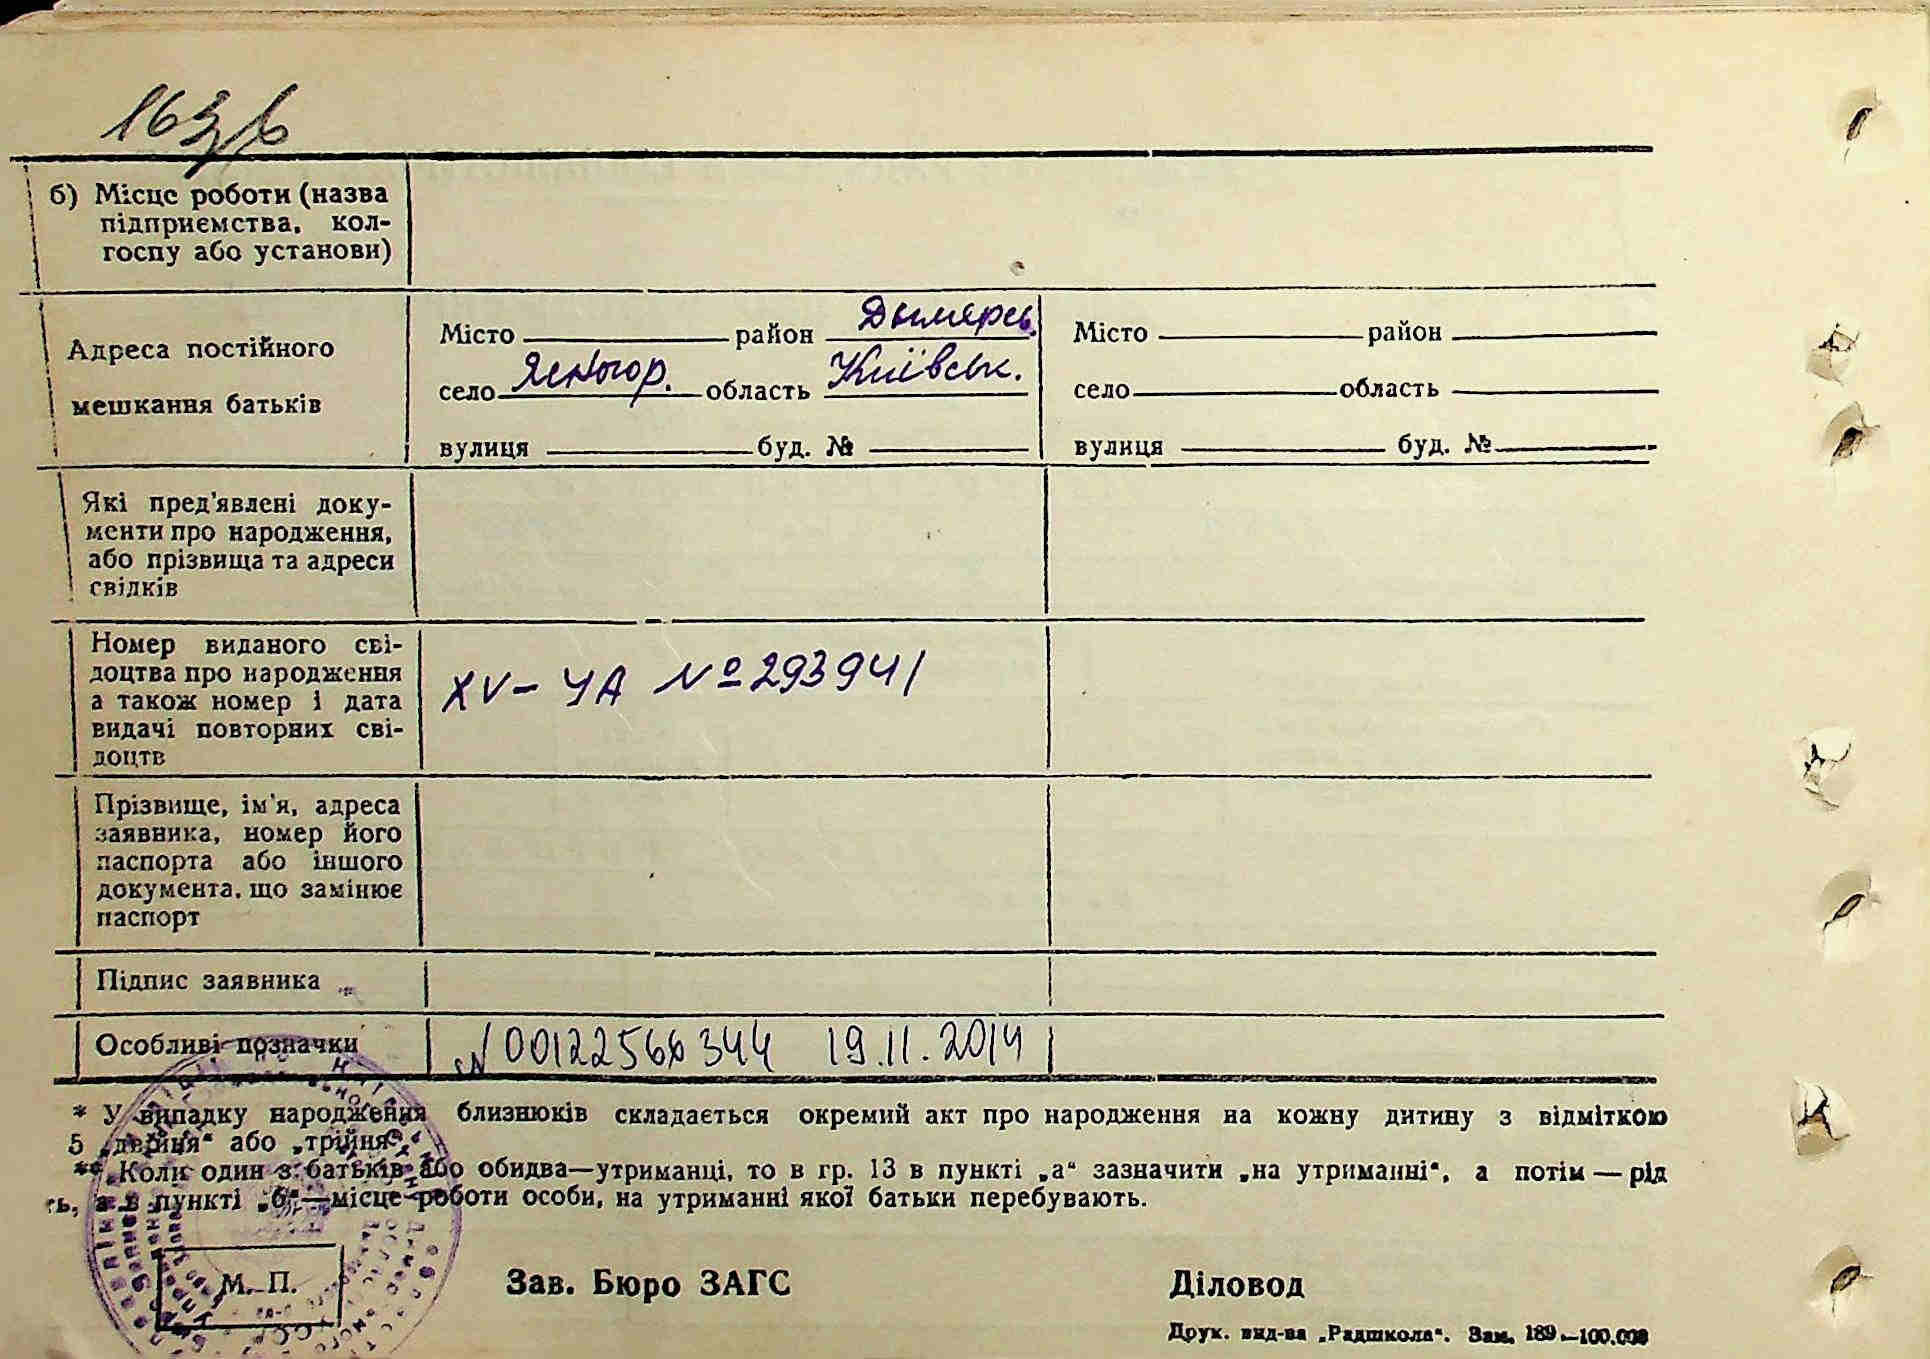 163
б) Місце роботи (назва
підприємства, кол-
госпу або установи)
Адреса постійного
мешкання батьків
Місто район Дымерсь.
село Ясногор. область Київськ.
вулиця буд. №
Місто район
село область
вулиця буд. №
Які пред'явлені доку-
менти про народження,
або прізвища та адреси
свідків
Номер виданого сві-
доцтва про народження
а також номер і дата
видачі повторних сві-
доцтв
XV-УА № 293941
Прізвище, ім'я, адреса
заявника, номер його
паспорта або іншого
документа, що замінює
паспорт
Підпис заявника
Особливі позначки
N 00122566344 19.11.2014
* У випадку народження близнюків складається окремий акт про народження на кожну дитину з відміткою
5 „двійня“ або „трійня“.
** Коли один з батьків або обидва—утриманці, то в гр. 13 в пункті „а“ зазначити „на утриманні“, а потім — рід
ть, а в пункті „б“—місце роботи особи, на утриманні якої батьки перебувають.
М. П.
Зав. Бюро ЗАГС
Діловод
Друк. вид-ва „Радшкола“. Зам. 189—100.000